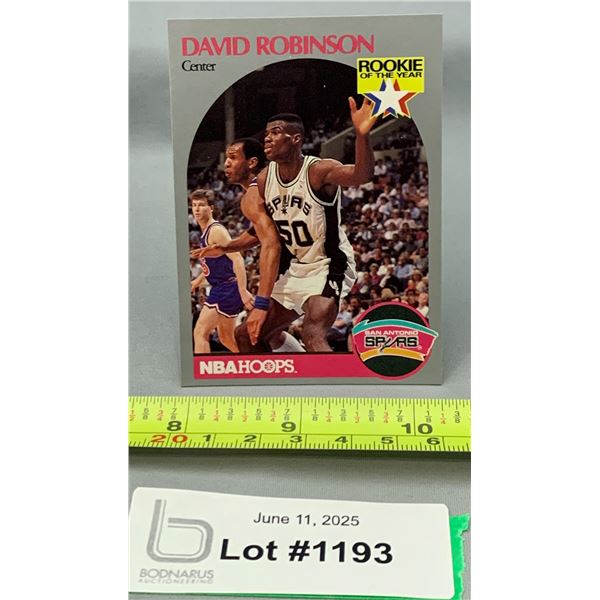 DAVID ROBINSON
Center
ROOKIE
OF THE YEAR
SPURS
50
SAN ANTONIO
SPURS
NBA HOOPS
8 9 10
20 1 2 3 4 5 6
June 11, 2025
Lot #1193
b
BODNARUS
AUCTIONEERING